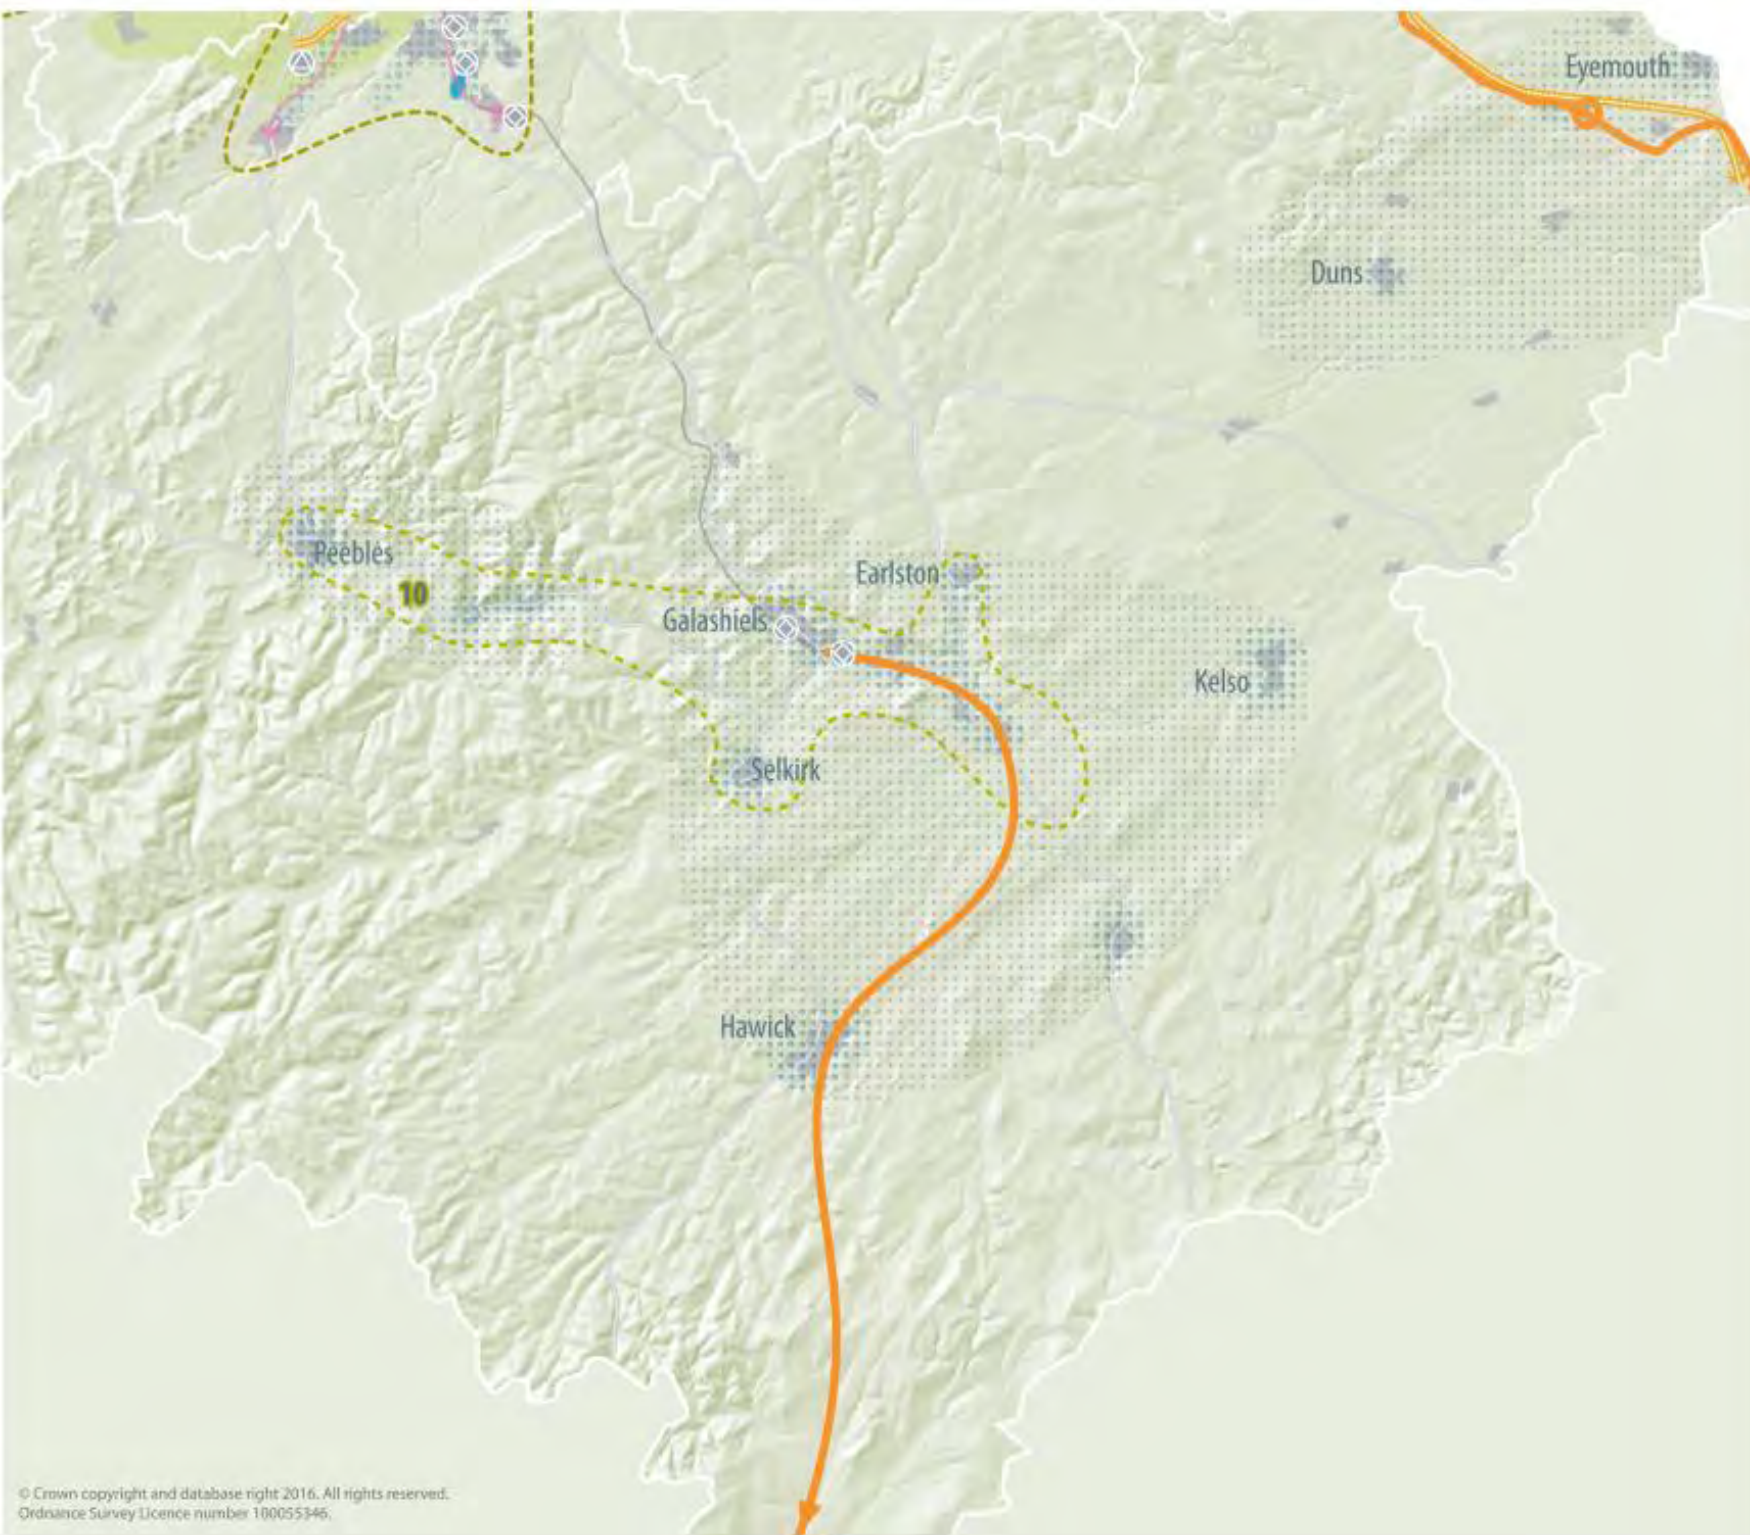 Eyemouth
Duns
Peebles
10
Earlston
Galashiels
Kelso
Selkirk
Hawick
© Crown copyright and database right 2016. All rights reserved.
Ordnance Survey Licence number 100055346.